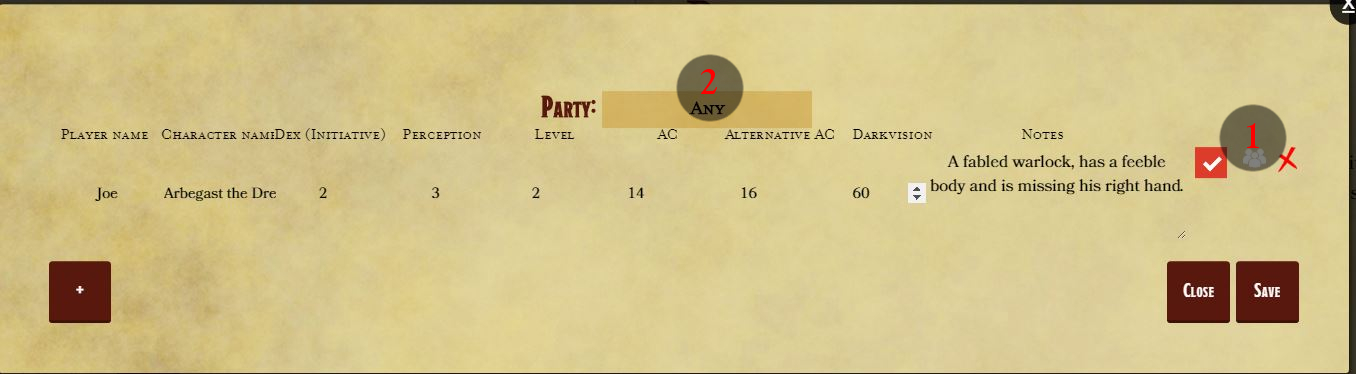 X
2
Party: Any
Player name Character name Dex (Initiative) Perception Level AC Alternative AC Darkvision Notes
1
A fabled warlock, has a feeble
body and is missing his right hand.
Joe Arbegast the Dre 2 3 2 14 16 60
+ Close Save